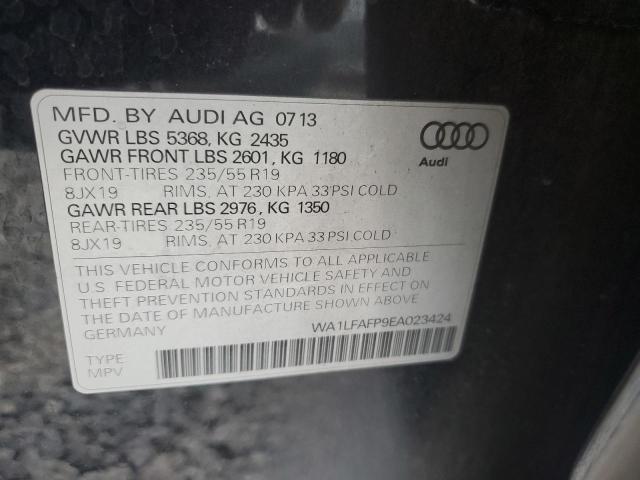 MFD. BY AUDI AG 07 13
GVWR LBS 5368, KG 2435
GAWR FRONT LBS 2601, KG 1180
FRONT-TIRES 235/55 R19
8JX19 RIMS, AT 230 KPA 33 PSI COLD
GAWR REAR LBS 2976, KG 1350
REAR-TIRES 235/55 R19
8JX19 RIMS, AT 230 KPA 33 PSI COLD
Audi
THIS VEHICLE CONFORMS TO ALL APPLICABLE
U.S. FEDERAL MOTOR VEHICLE SAFETY AND
THEFT PREVENTION STANDARDS IN EFFECT ON
THE DATE OF MANUFACTURE SHOWN ABOVE
GERMANY
WA1LFAFP9EA023424
TYPE
MPV